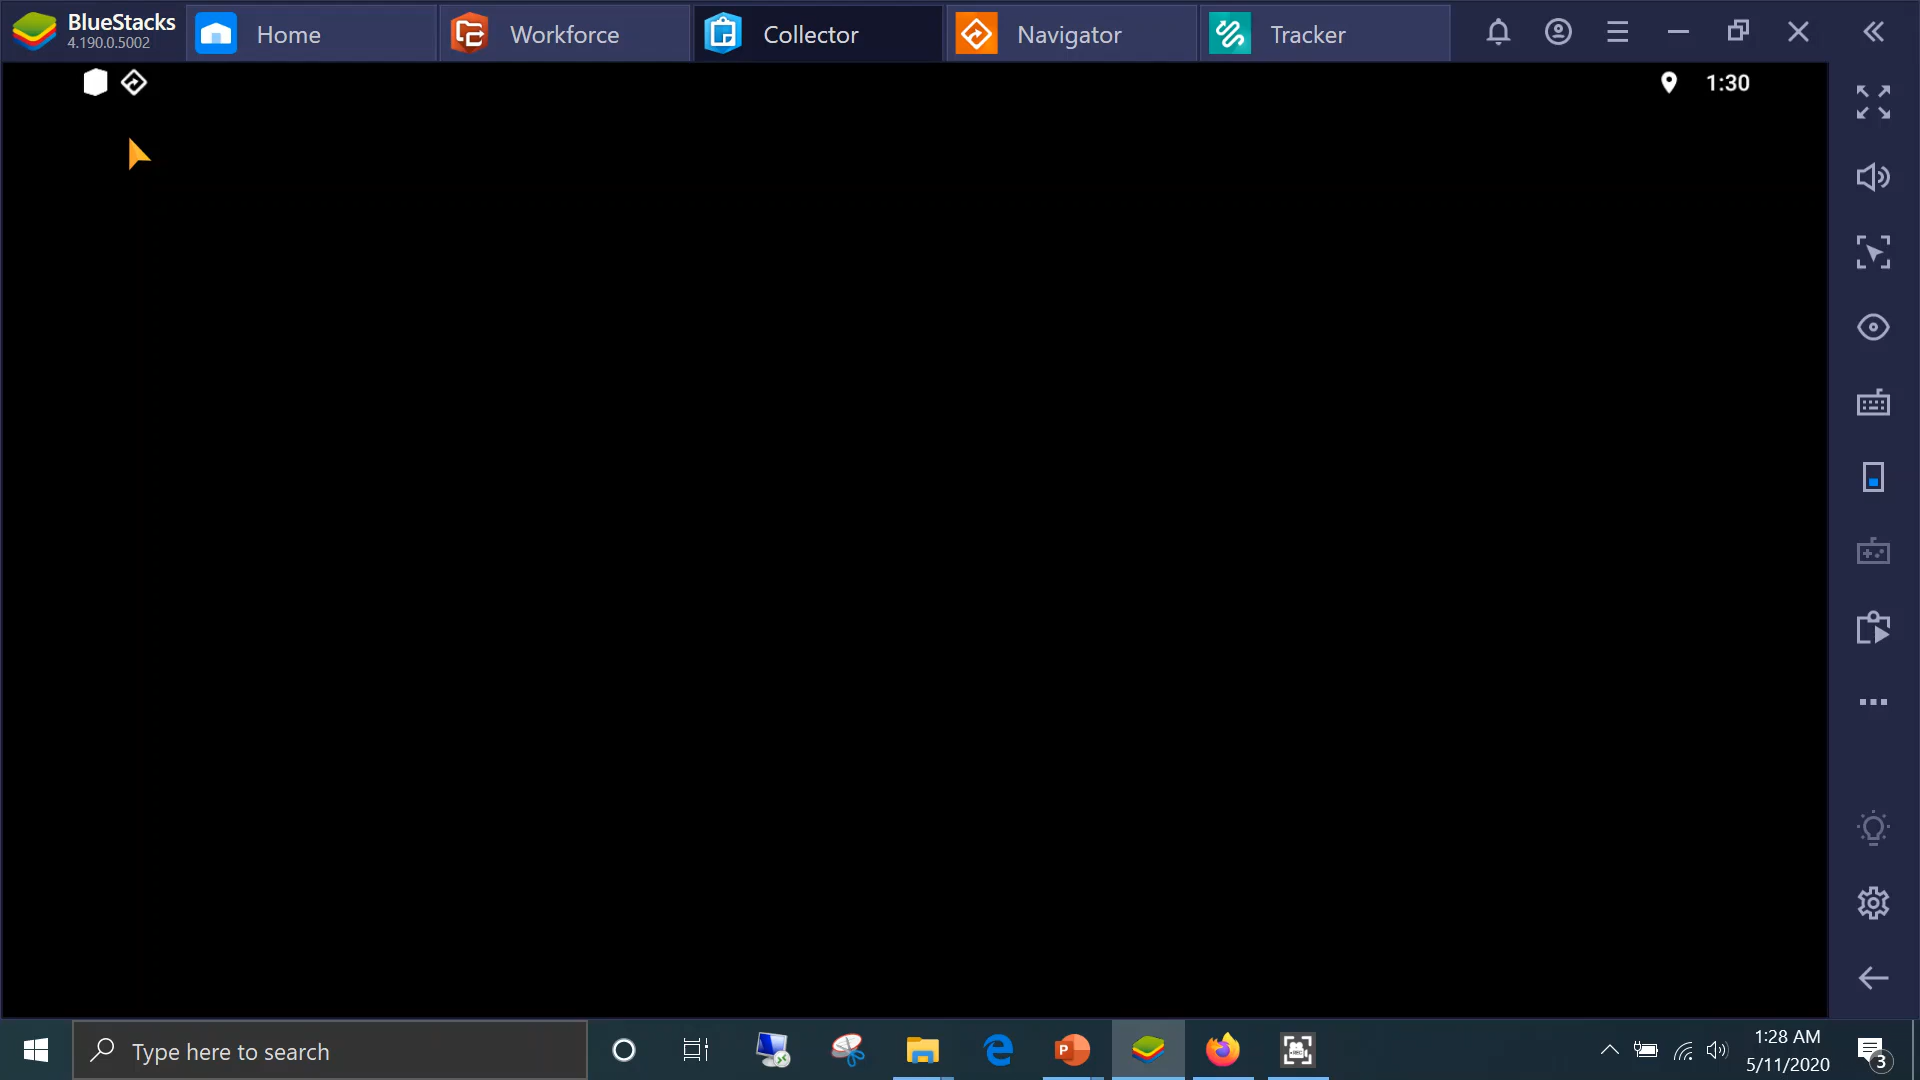 BlueStacks
4.190.0.5002
Home
Workforce
Collector
Navigator
Tracker
1:30
Type here to search
P
REC
1:28 AM
5/11/2020
3